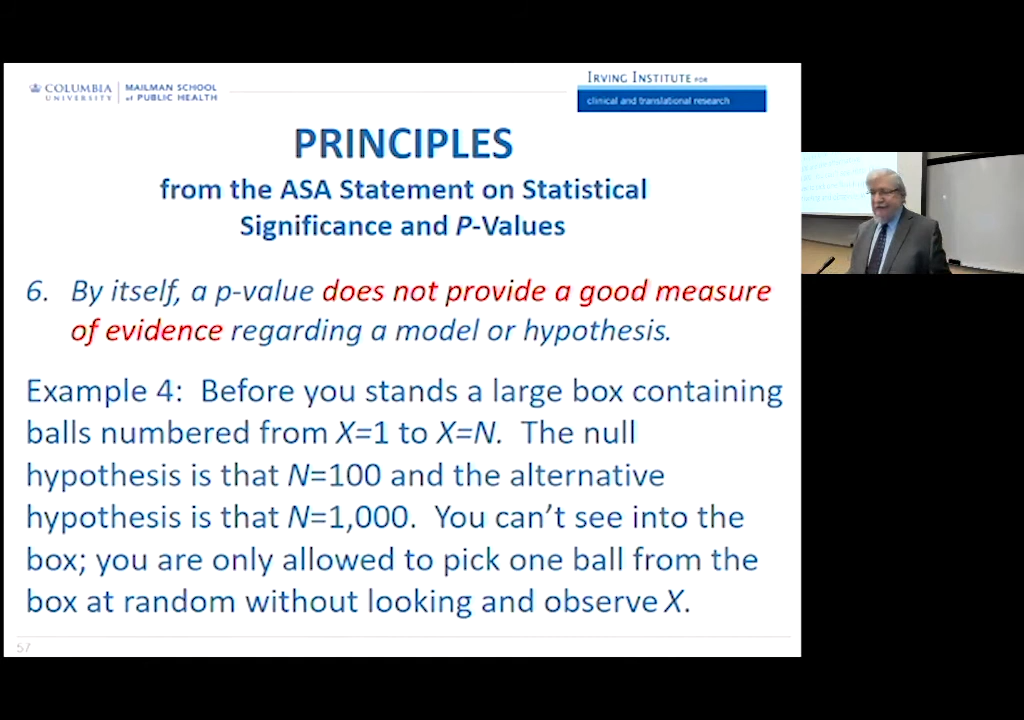 COLUMBIA
UNIVERSITY
MAILMAN SCHOOL
of PUBLIC HEALTH
IRVING INSTITUTE FOR
clinical and translational research
PRINCIPLES
from the ASA Statement on Statistical
Significance and P-Values
6. By itself, a p-value does not provide a good measure
of evidence regarding a model or hypothesis.
Example 4: Before you stands a large box containing
balls numbered from X=1 to X=N. The null
hypothesis is that N=100 and the alternative
hypothesis is that N=1,000. You can't see into the
box; you are only allowed to pick one ball from the
box at random without looking and observe X.
57